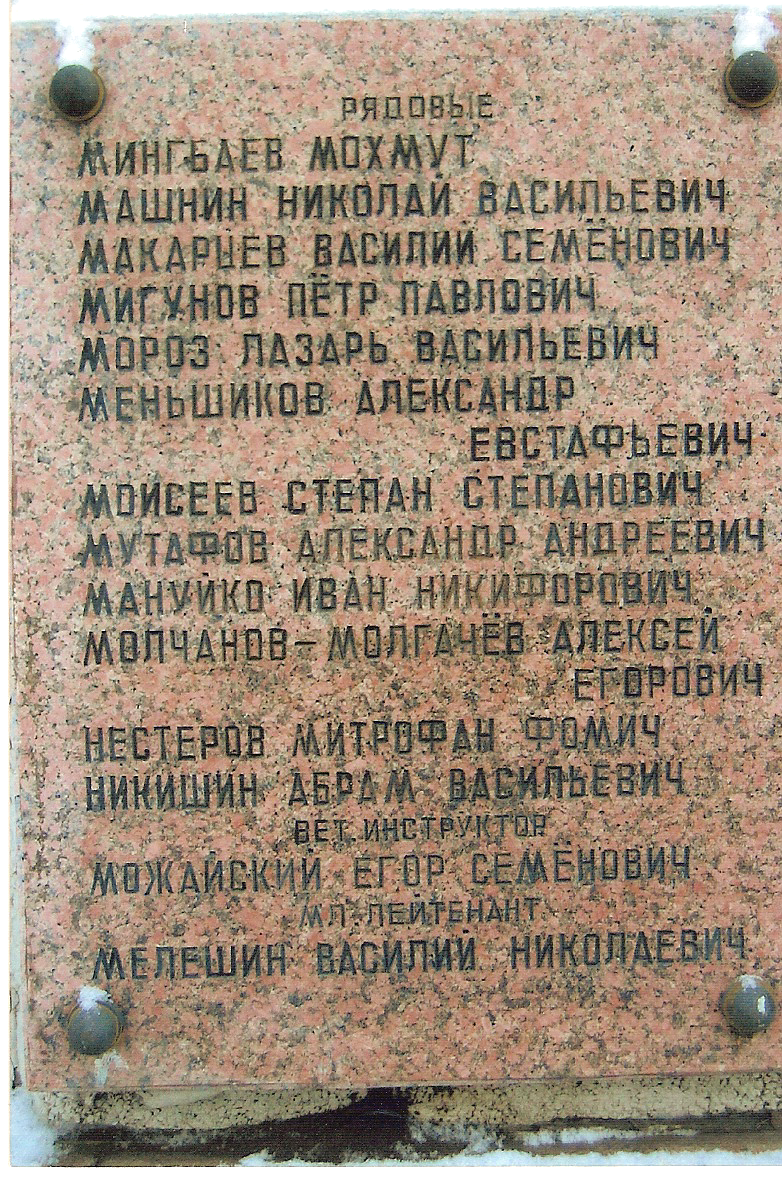 РЯДОВЫЕ
МИНГБАЕВ МОХМУТ
МАШНИН НИКОЛАЙ ВАСИЛЬЕВИЧ
МАКАРЦЕВ ВАСИЛИЙ СЕМЁНОВИЧ
МИГУНОВ ПЁТР ПАВЛОВИЧ
МОРОЗ ЛАЗАРЬ ВАСИЛЬЕВИЧ
МЕНЬШИКОВ АЛЕКСАНДР
ЕВСТАФЬЕВИЧ
МОИСЕЕВ СТЕПАН СТЕПАНОВИЧ
МУТАФОВ АЛЕКСАНДР АНДРЕЕВИЧ
МАНУЙКО ИВАН НИКИФОРОВИЧ
МОЛЧАНОВ-МОЛГАЧЁВ АЛЕКСЕЙ
ЕГОРОВИЧ
НЕСТЕРОВ МИТРОФАН ФОМИЧ
НИКИШИН АБРАМ ВАСИЛЬЕВИЧ
ВЕТ. ИНСТРУКТОР
МОЖАЙСКИЙ ЕГОР СЕМЁНОВИЧ
МЛ. ЛЕЙТЕНАНТ
МЕЛЕШИН ВАСИЛИЙ НИКОЛАЕВИЧ